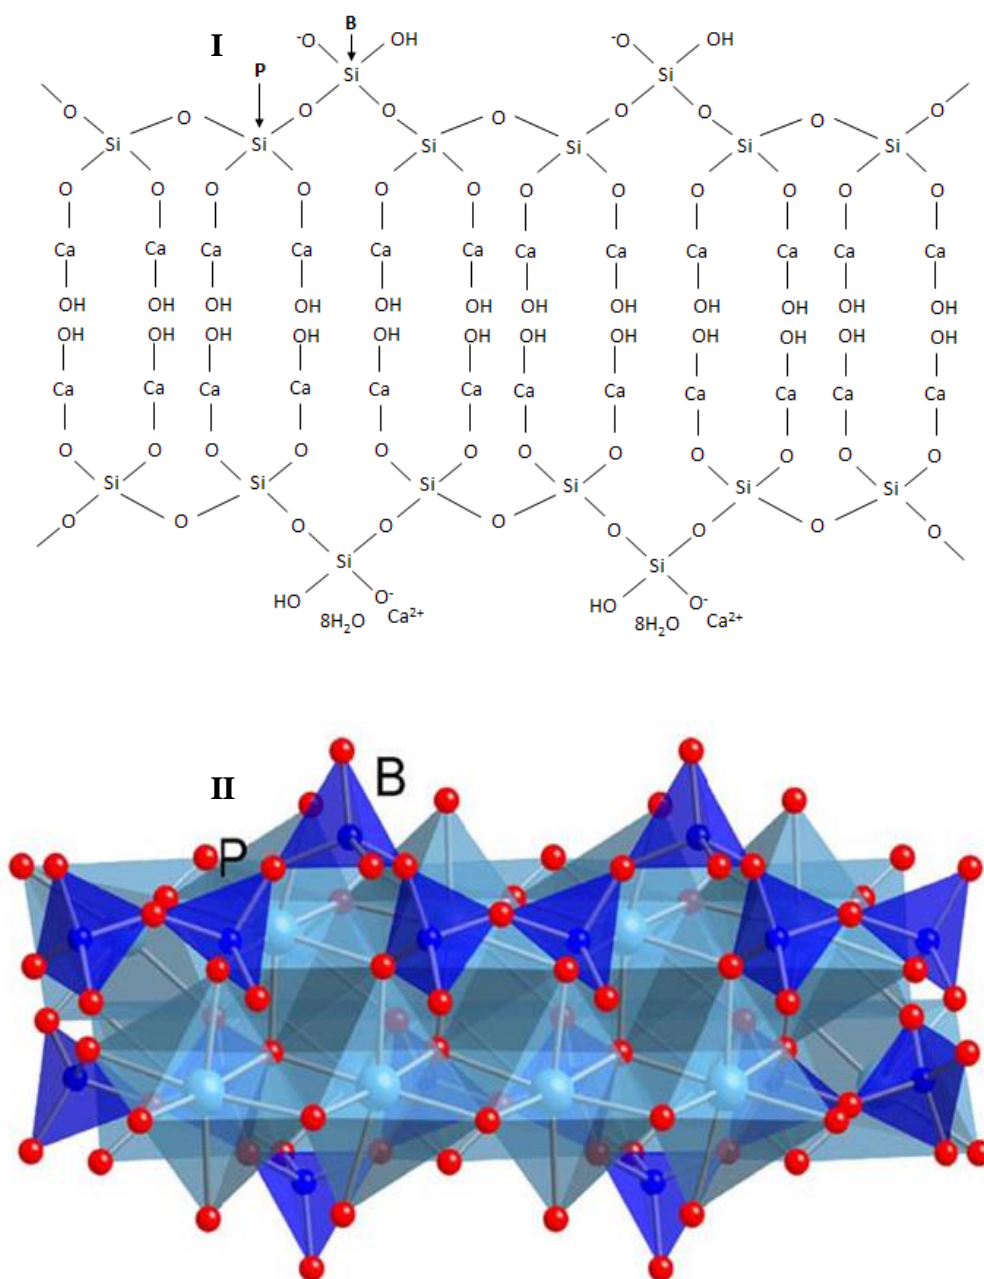 I
B
-O OH -O OH
P
Si Si
O O O O O O O O O
Si Si Si Si Si Si
O O O O O O O O O O O O
Ca Ca Ca Ca Ca Ca Ca Ca Ca Ca Ca Ca
OH OH OH OH OH OH OH OH OH OH OH OH
OH OH OH OH OH OH OH OH OH OH OH OH
Ca Ca Ca Ca Ca Ca Ca Ca Ca Ca Ca Ca
O O O O O O O O O O O O
Si Si Si Si Si Si
O O O O O O O O O
Si Si
HO O- Ca2+ HO O- Ca2+
8H2O 8H2O
II
B
P